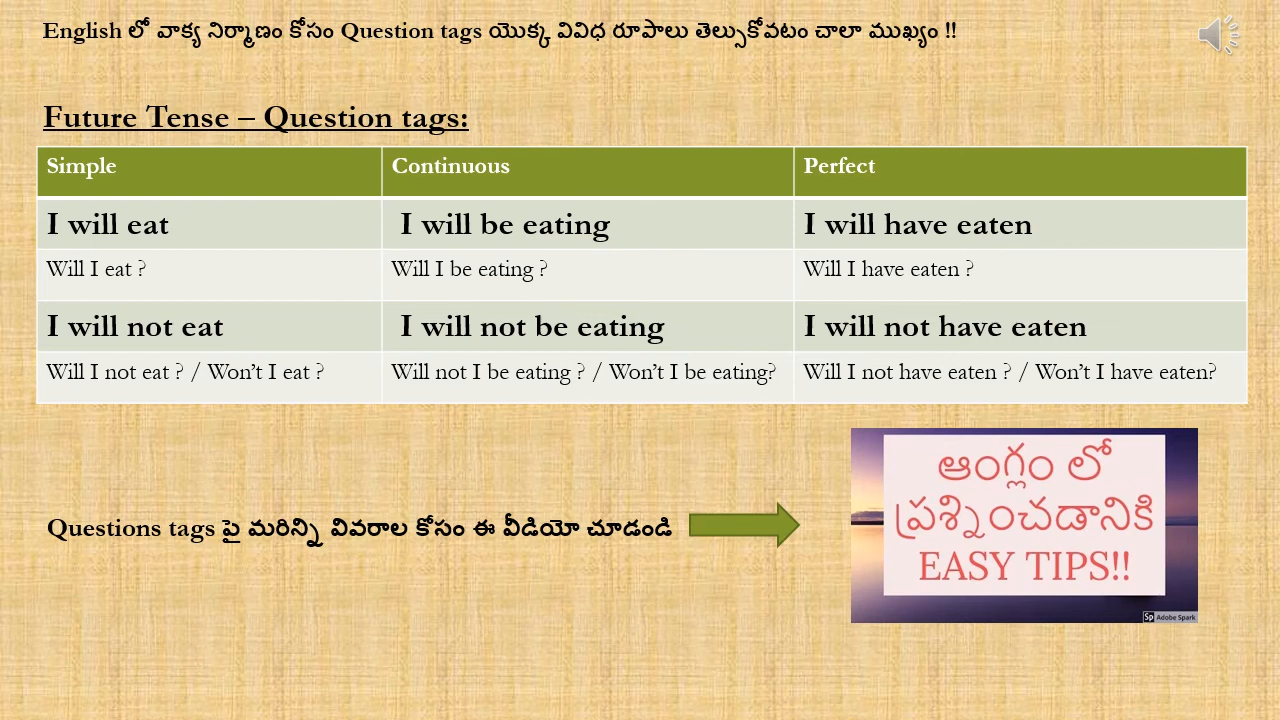 English లో వాక్య నిర్మాణం కోసం Question tags యొక్క వివిధ రూపాలు తెల్సుకోవటం చాలా ముఖ్యం !!
Future Tense – Question tags:
Simple Continuous Perfect
I will eat I will be eating I will have eaten
Will I eat ? Will I be eating ? Will I have eaten ?
I will not eat I will not be eating I will not have eaten
Will I not eat ? / Won’t I eat ? Will not I be eating ? / Won’t I be eating? Will I not have eaten ? / Won’t I have eaten?
ఆంగ్లం లో
ప్రశ్నించడానికి
EASY TIPS!!
Questions tags పై మరిన్ని వివరాల కోసం ఈ వీడియో చూడండి
Sp Adobe Spark